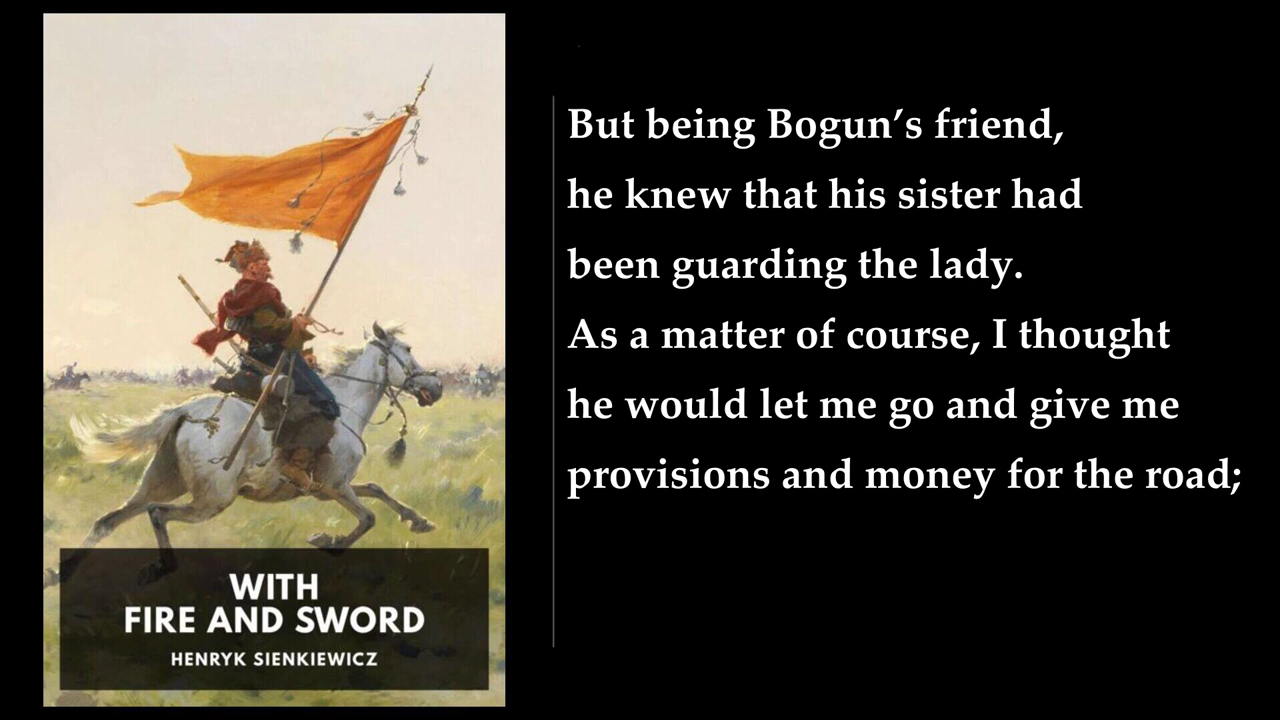 But being Bogun’s friend,
he knew that his sister had
been guarding the lady.
As a matter of course, I thought
he would let me go and give me
provisions and money for the road;
WITH
FIRE AND SWORD
HENRYK SIENKIEWICZ